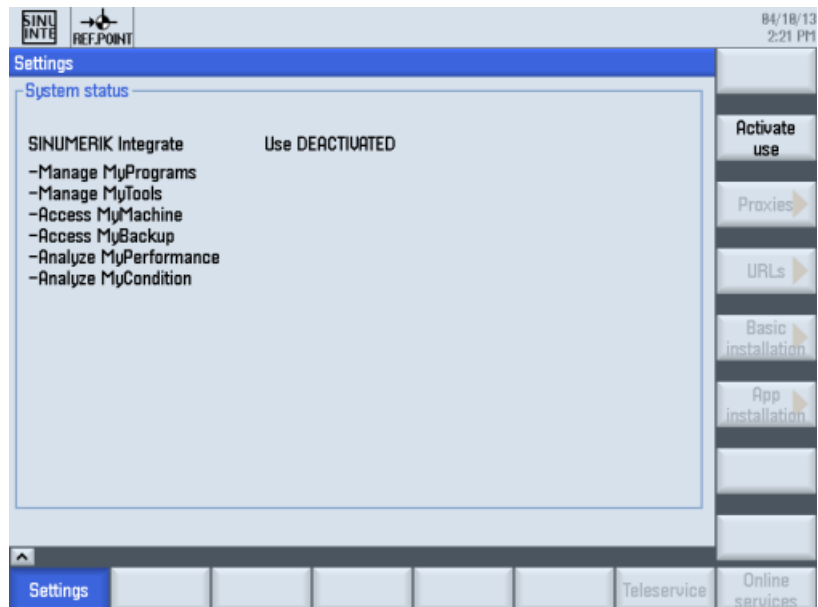 SINU
INTE
REF.POINT
04/18/13
2:21 PM
Settings
System status
SINUMERIK Integrate Use DEACTIVATED
-Manage MyPrograms
-Manage MyTools
-Access MyMachine
-Access MyBackup
-Analyze MyPerformance
-Analyze MyCondition
Activate
use
Proxies
URLs
Basic
installation
App
installation
Settings
Teleservice
Online
services